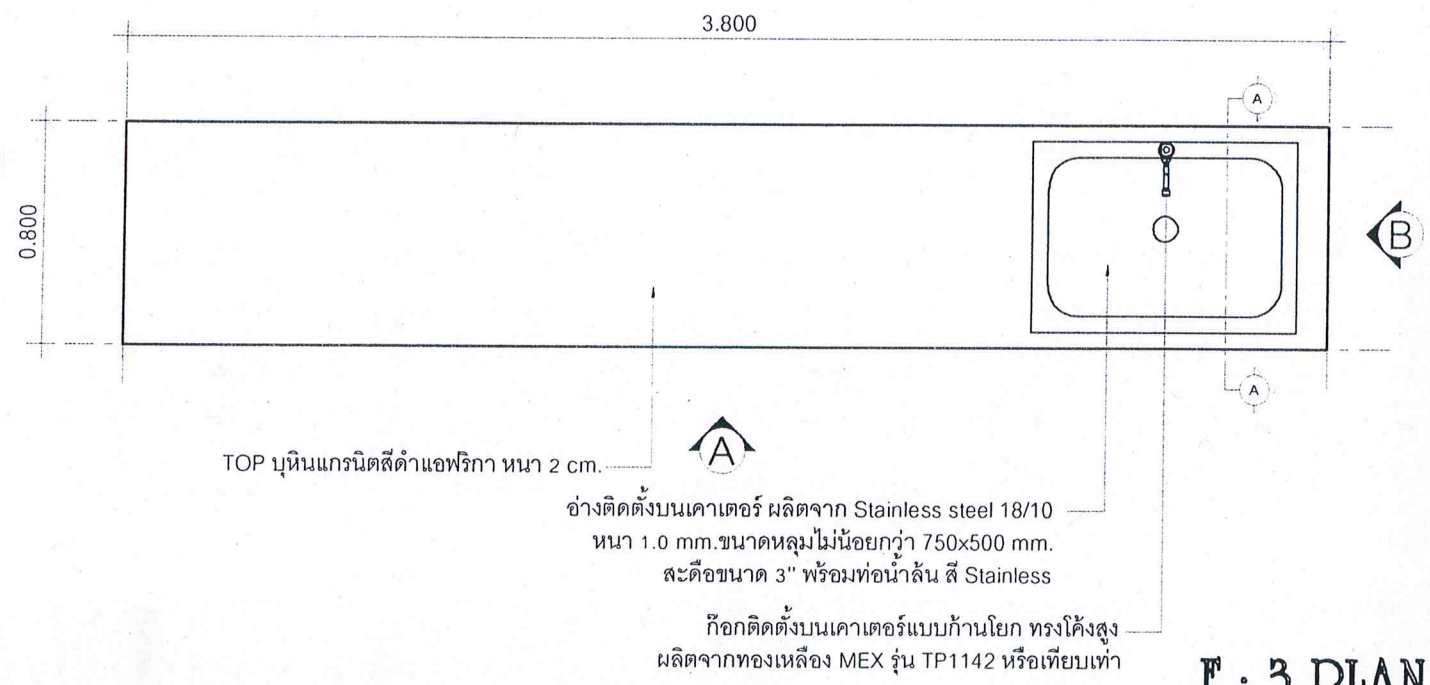 3.800
A
0.800
B
A
A
TOP บุหินแกรนิตสีดำแอฟริกา หนา 2 cm.
อ่างติดตั้งบนเคาเตอร์ ผลิตจาก Stainless steel 18/10
หนา 1.0 mm.ขนาดหลุมไม่น้อยกว่า 750x500 mm.
สะดือขนาด 3" พร้อมท่อน้ำล้น สี Stainless
ก๊อกติดตั้งบนเคาเตอร์แบบก้านโยก ทรงโค้งสูง
ผลิตจากทองเหลือง MEX รุ่น TP1142 หรือเทียบเท่า
F : 3 PLAN